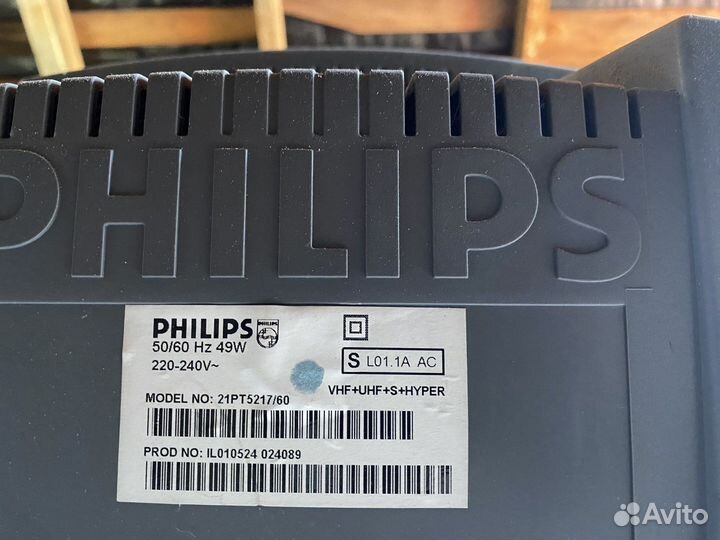 PHILIPS
PHILIPS
50/60 Hz 49W
220-240V~
S L01.1A AC
VHF+UHF+S+HYPER
MODEL NO: 21PT5217/60
PROD NO: IL010524 024089
Avito